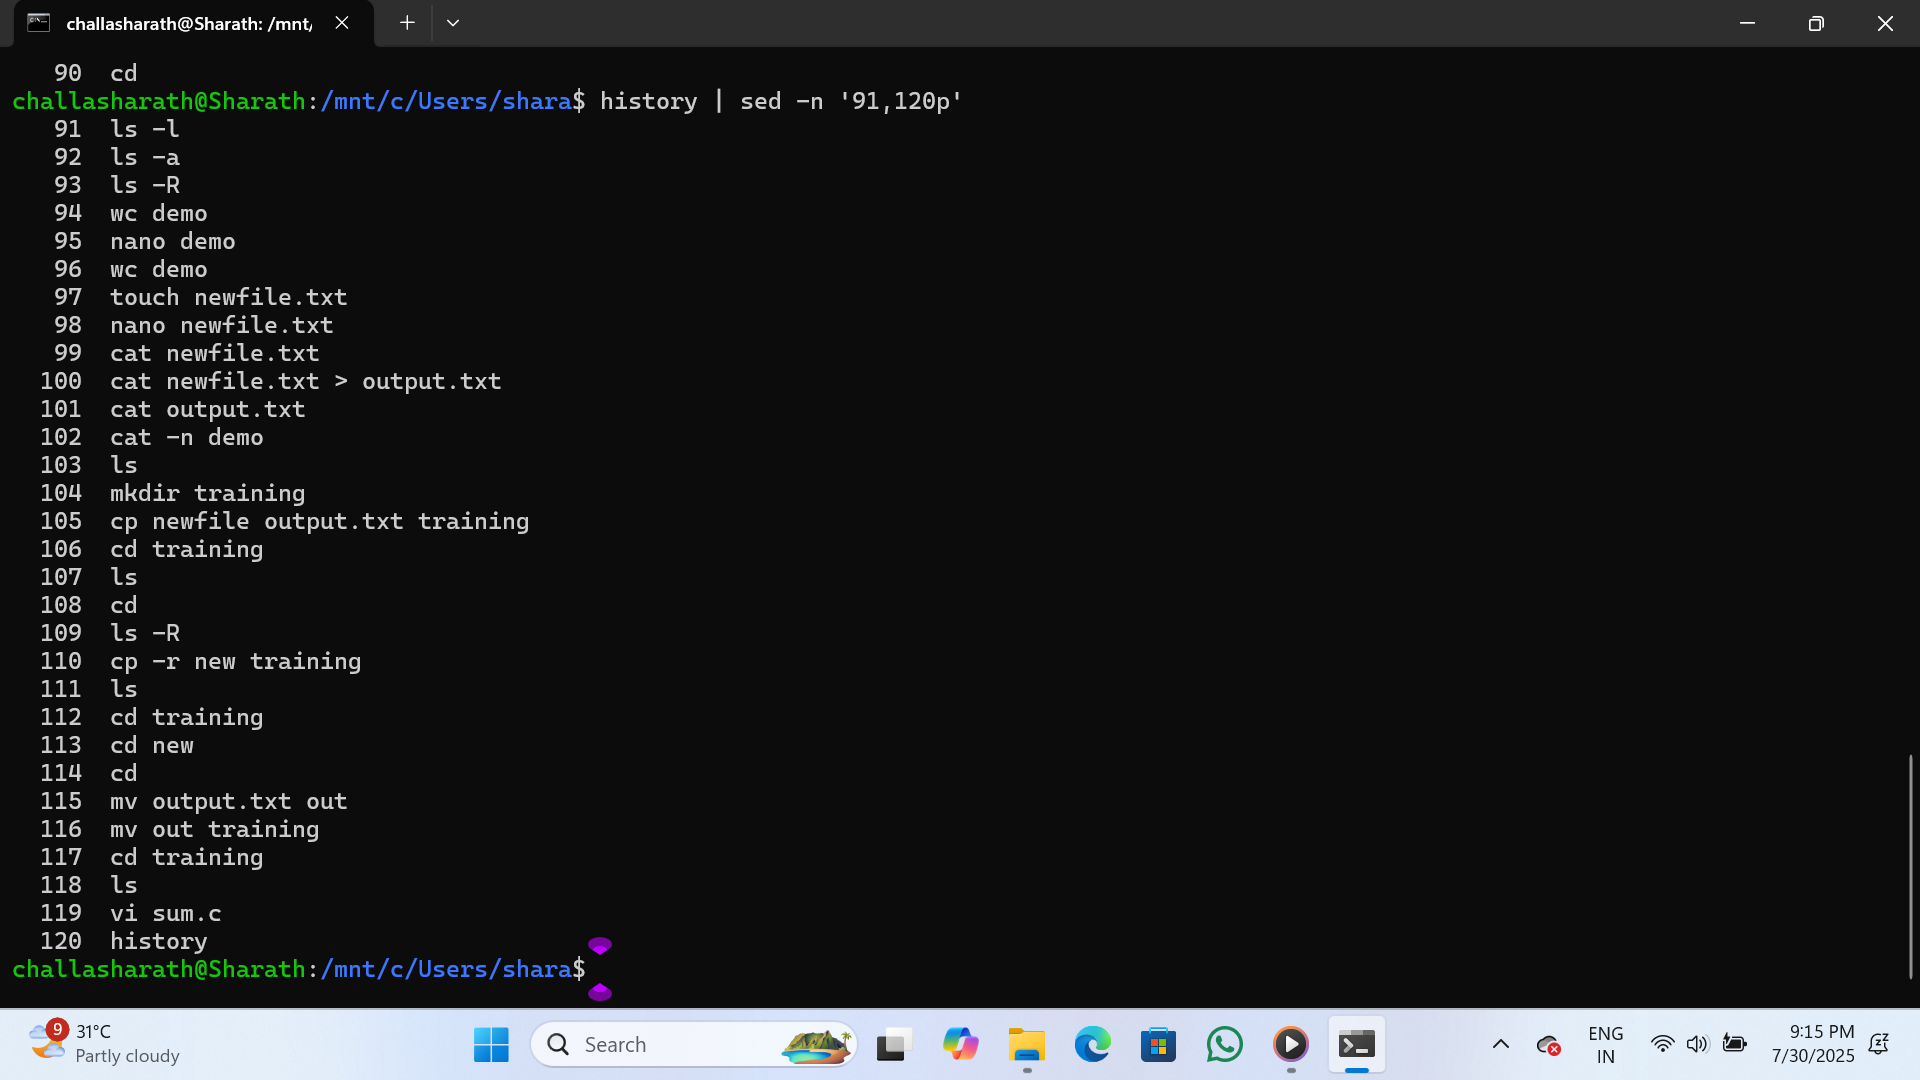 challasharath@Sharath: /mnt/
90  cd
challasharath@Sharath:/mnt/c/Users/shara$ history | sed -n '91,120p'
91  ls -l
92  ls -a
93  ls -R
94  wc demo
95  nano demo
96  wc demo
97  touch newfile.txt
98  nano newfile.txt
99  cat newfile.txt
100  cat newfile.txt > output.txt
101  cat output.txt
102  cat -n demo
103  ls
104  mkdir training
105  cp newfile output.txt training
106  cd training
107  ls
108  cd
109  ls -R
110  cp -r new training
111  ls
112  cd training
113  cd new
114  cd
115  mv output.txt out
116  mv out training
117  cd training
118  ls
119  vi sum.c
120  history
challasharath@Sharath:/mnt/c/Users/shara$
9
31°C
Partly cloudy
Search
ENG
IN
9:15 PM
7/30/2025